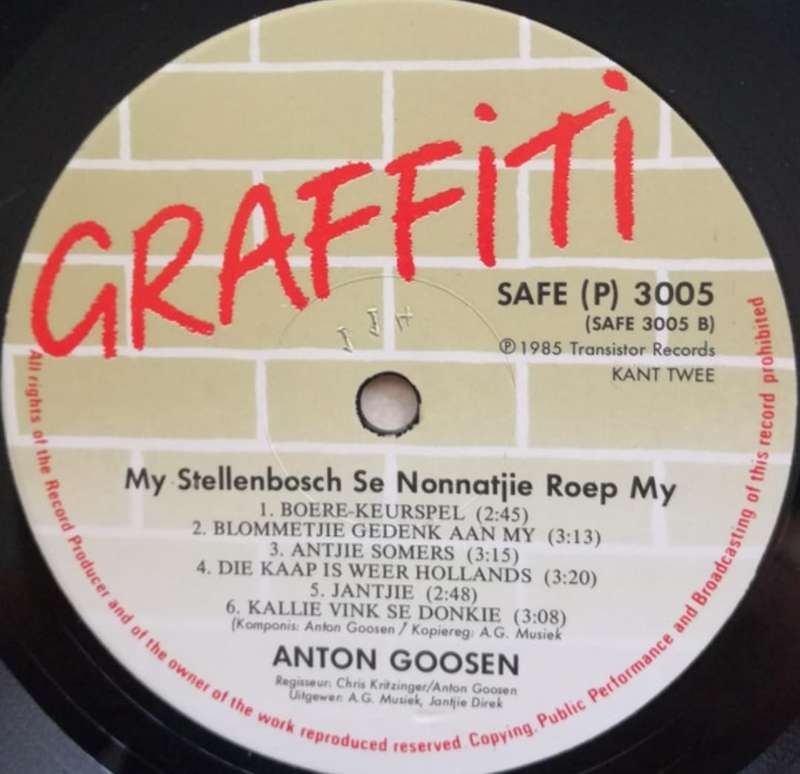 GRAFFiTi
SAFE (P) 3005
(SAFE 3005 B)
℗1985 Transistor Records
KANT TWEE
My Stellenbosch Se Nonnatjie Roep My
1. BOERE-KEURSPEL (2:45)
2. BLOMMETJIE GEDENK AAN MY (3:13)
3. ANTJIE SOMERS (3:15)
4. DIE KAAP IS WEER HOLLANDS (3:20)
5. JANTJIE (2:48)
6. KALLIE VINK SE DONKIE (3:08)
(Komponis: Anton Goosen / Kopiereg: A.G. Musiek
ANTON GOOSEN
Regisseur: Chris Kritzinger/Anton Goosen
Uitgewer: A.G. Musiek, Jantjie Direk
All rights of the Record Producer and of the owner of the work reproduced reserved. Copying, Public Performance and Broadcasting of this record prohibited